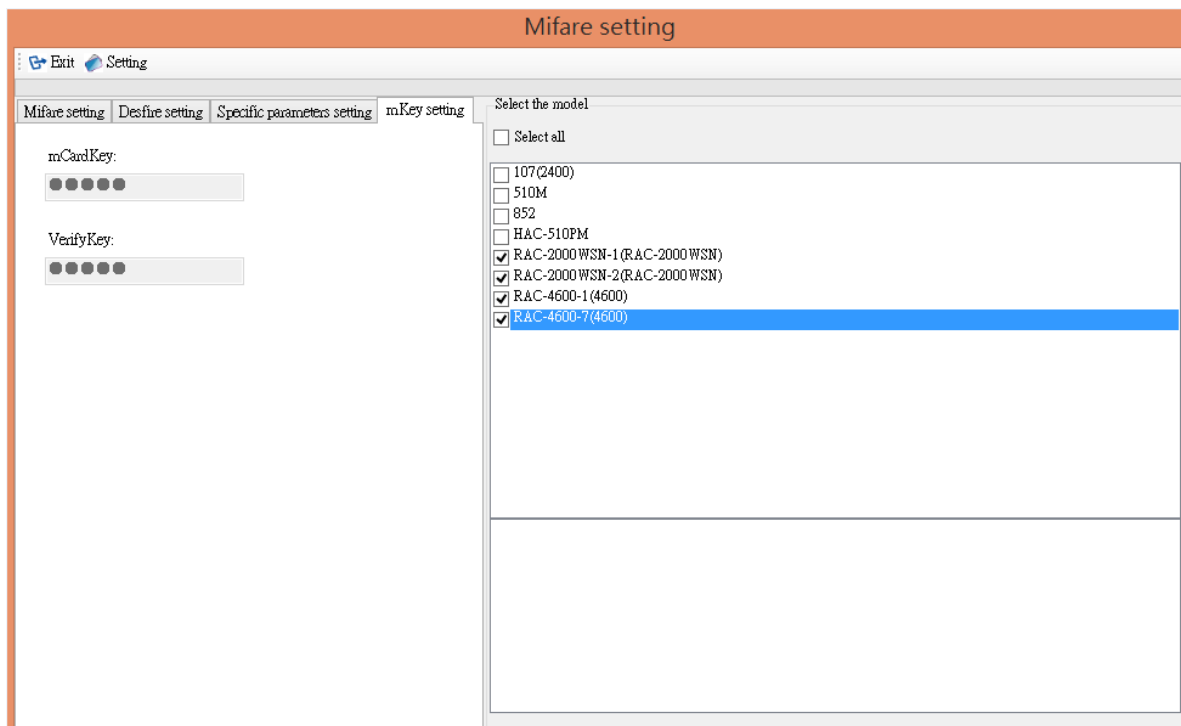 Mifare setting
Exit Setting
Mifare setting Desfire setting Specific parameters setting mKey setting
mCardKey:
VerifyKey:
Select the model
Select all
107(2400)
510M
852
HAC-510PM
RAC-2000WSN-1(RAC-2000WSN)
RAC-2000WSN-2(RAC-2000WSN)
RAC-4600-1(4600)
RAC-4600-7(4600)